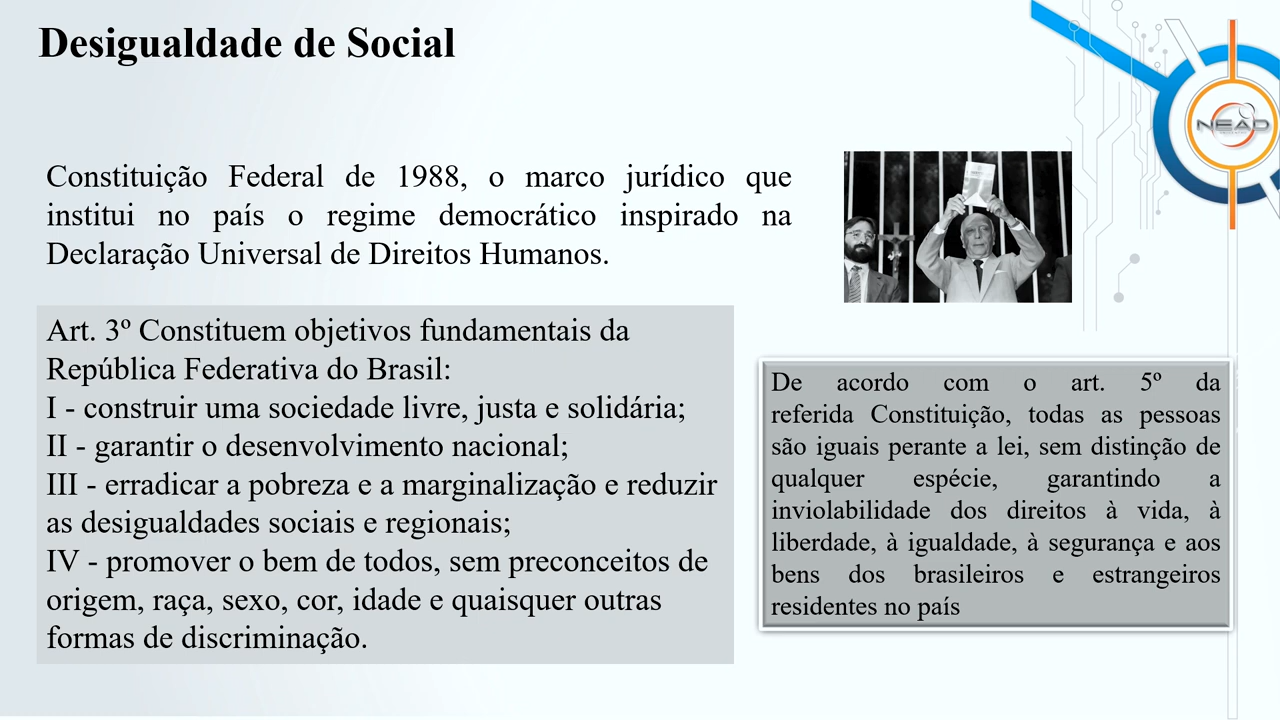 Desigualdade de Social
NEAD
Constituição Federal de 1988, o marco jurídico que
institui no país o regime democrático inspirado na
Declaração Universal de Direitos Humanos.
Art. 3º Constituem objetivos fundamentais da
República Federativa do Brasil:
I - construir uma sociedade livre, justa e solidária;
II - garantir o desenvolvimento nacional;
III - erradicar a pobreza e a marginalização e reduzir
as desigualdades sociais e regionais;
IV - promover o bem de todos, sem preconceitos de
origem, raça, sexo, cor, idade e quaisquer outras
formas de discriminação.
De acordo com o art. 5º da
referida Constituição, todas as pessoas
são iguais perante a lei, sem distinção de
qualquer espécie, garantindo a
inviolabilidade dos direitos à vida, à
liberdade, à igualdade, à segurança e aos
bens dos brasileiros e estrangeiros
residentes no país